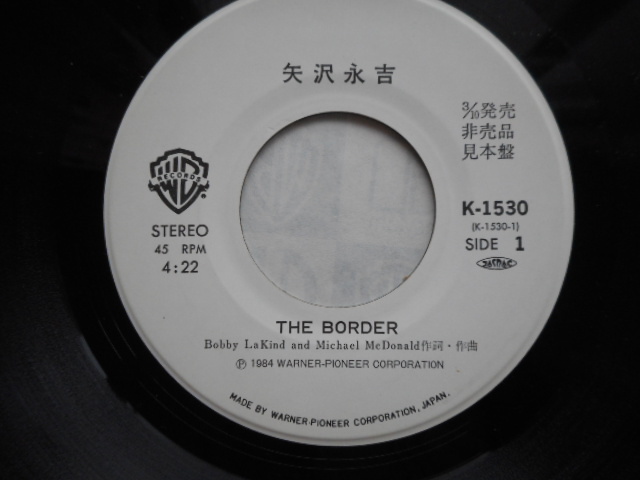 矢沢永吉
3/10発売
非売品
見本盤
WB
RECORDS
STEREO
45 RPM
4:22
K-1530
(K-1530-1)
SIDE 1
JASRAC
THE BORDER
Bobby LaKind and Michael McDonald作詞・作曲
Ⓟ 1984 WARNER-PIONEER CORPORATION
MADE BY WARNER-PIONEER CORPORATION, JAPAN.